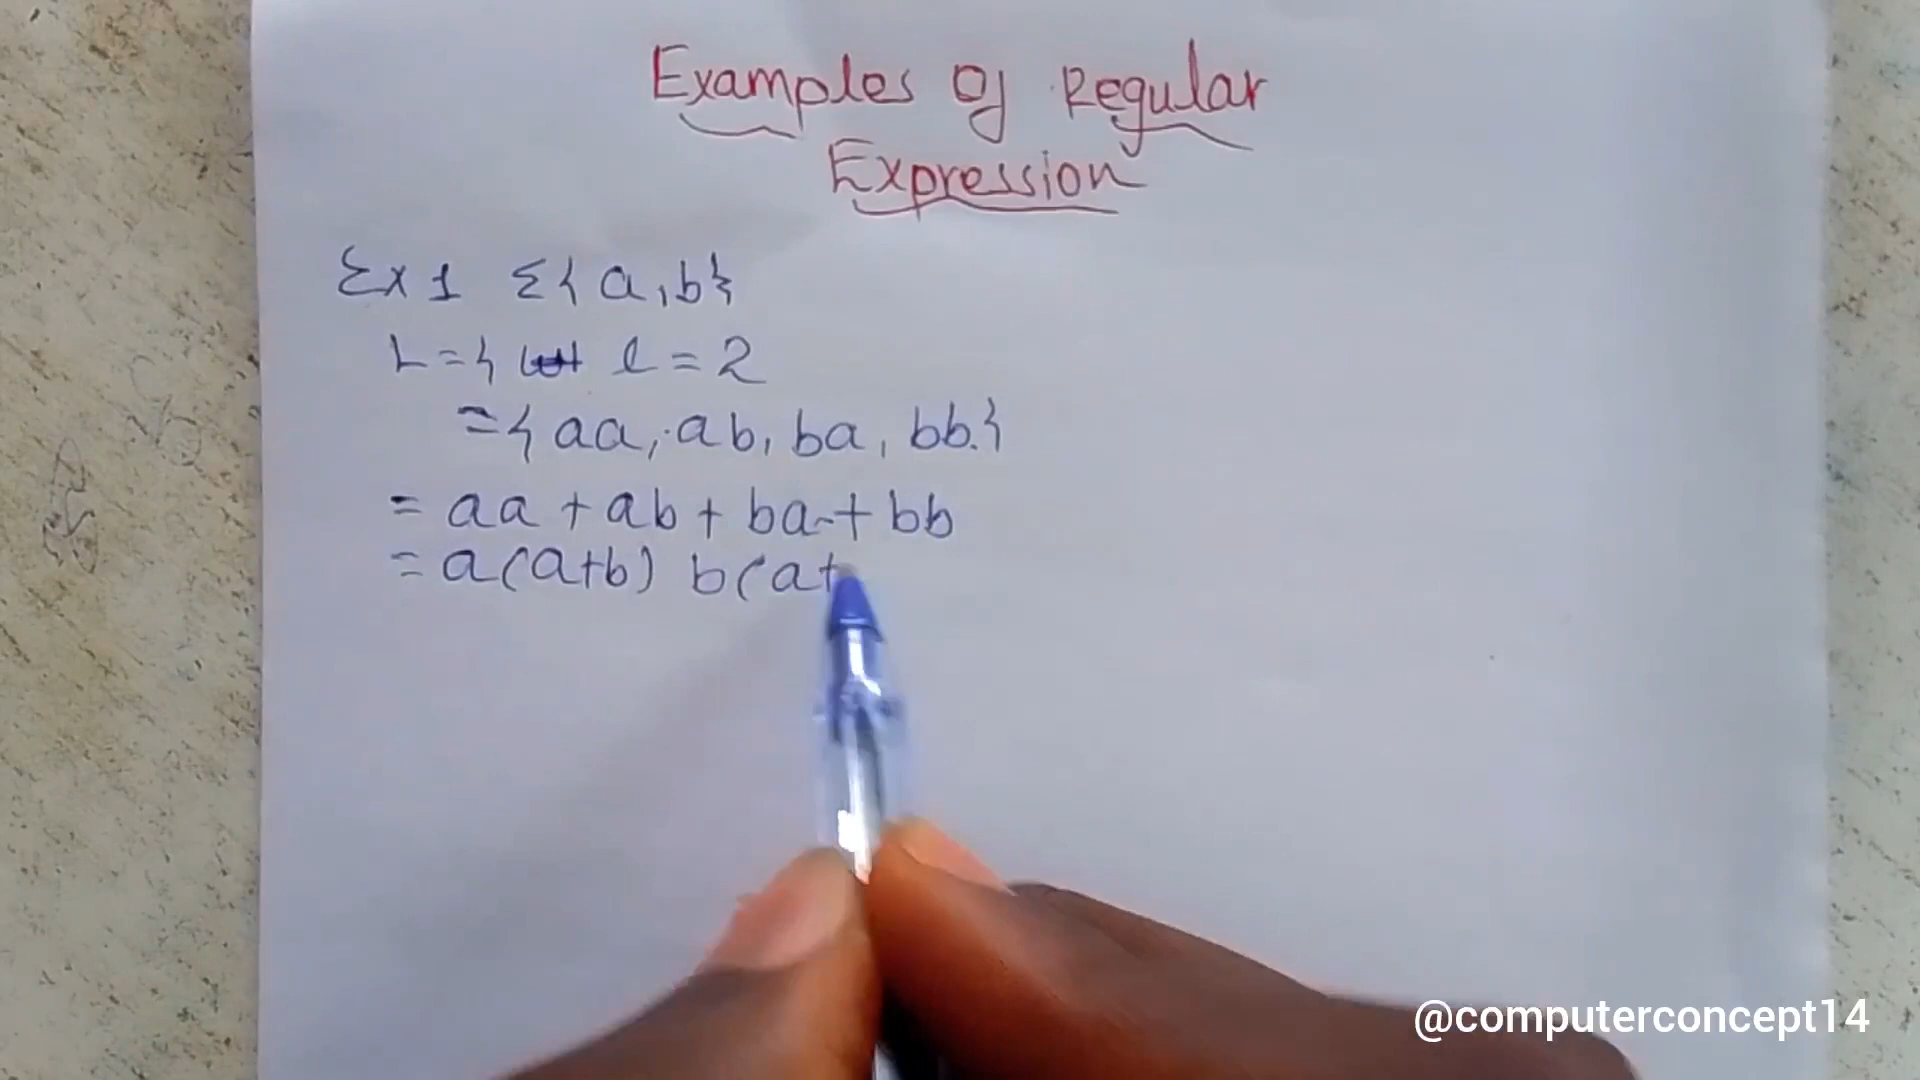 Examples Of Regular
Expression
Ex 1 Σ{ a, b}
L = { l = 2
= { aa, ab, ba, bb.}
= aa + ab + ba + bb
= a(a+b) b(a+
@computerconcept14